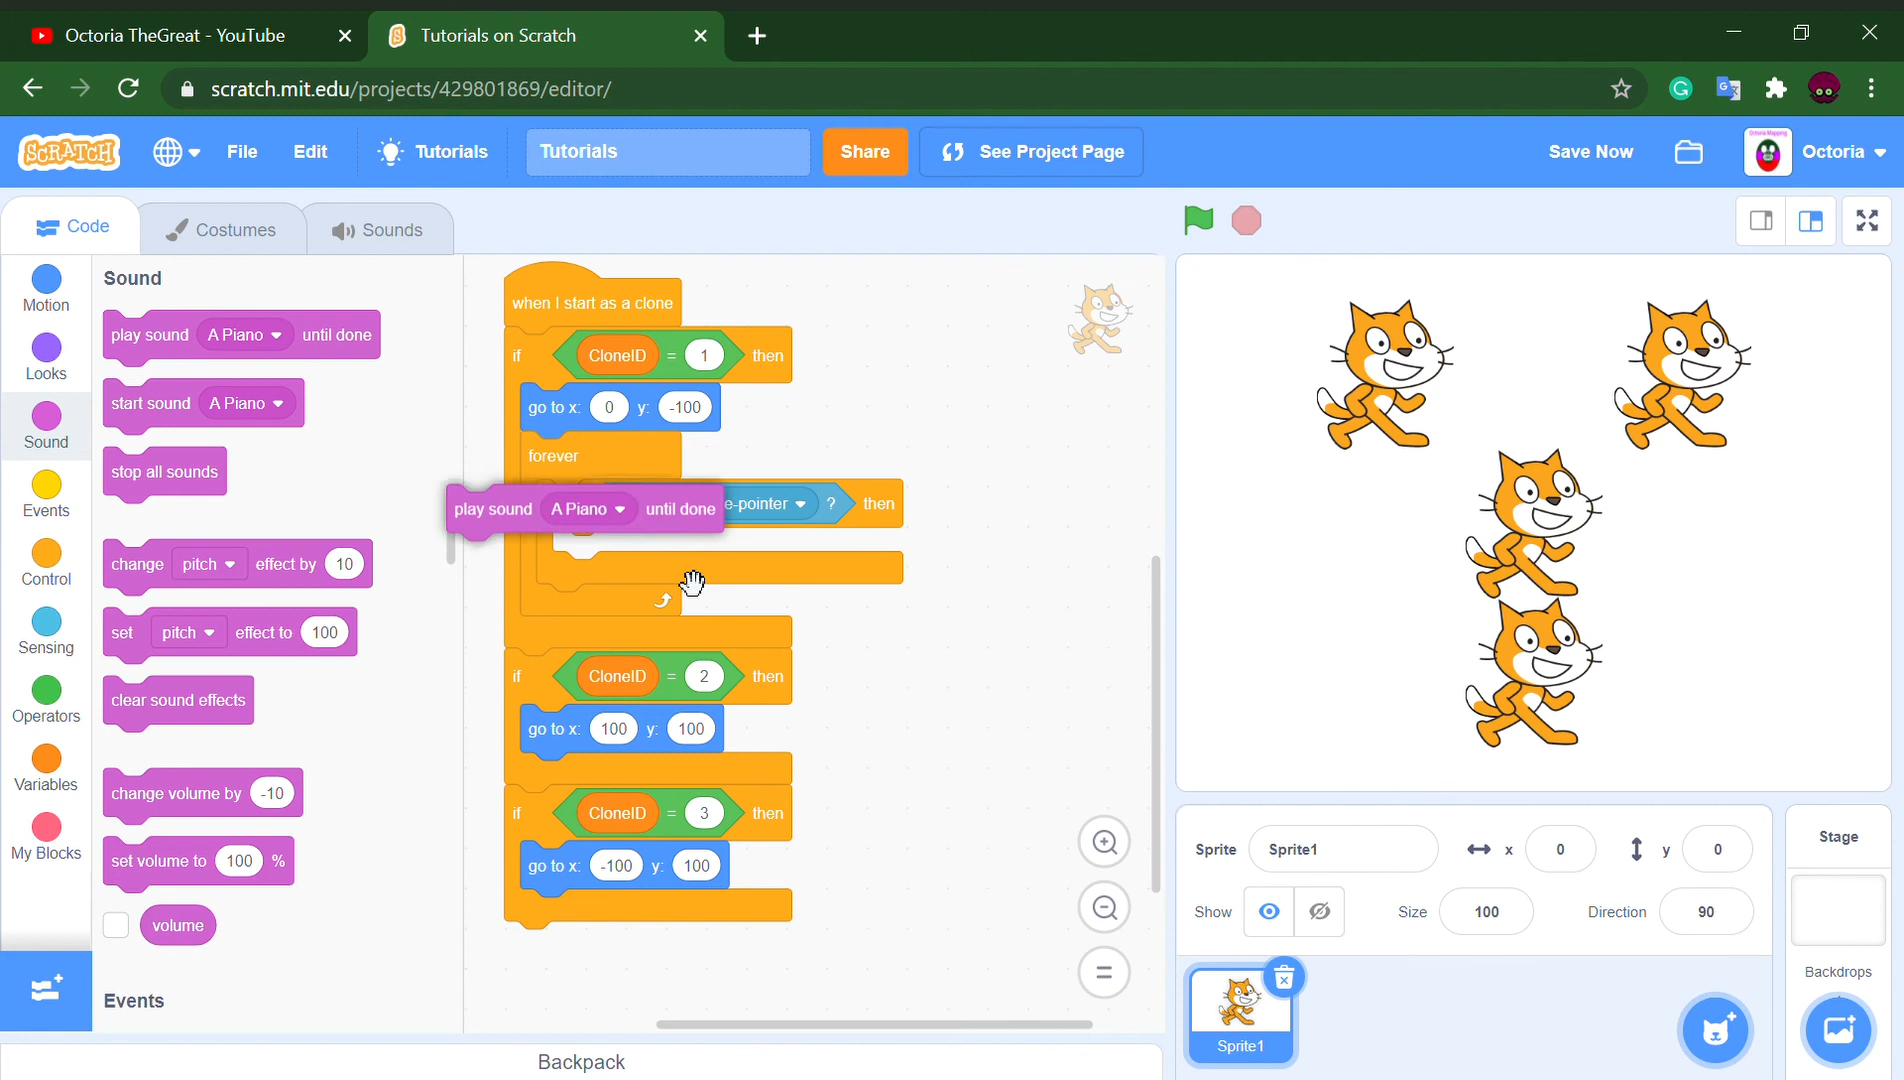 Octoria TheGreat - YouTube
Tutorials on Scratch
scratch.mit.edu/projects/429801869/editor/
SCRATCH
File
Edit
Tutorials
Tutorials
Share
See Project Page
Save Now
Octoria
Code
Costumes
Sounds
Motion
Looks
Sound
Events
Control
Sensing
Operators
Variables
My Blocks
Sound
play sound A Piano until done
start sound A Piano
stop all sounds
change pitch effect by 10
set pitch effect to 100
clear sound effects
change volume by -10
set volume to 100 %
volume
Events
when I start as a clone
if CloneID = 1 then
go to x: 0 y: -100
forever
play sound A Piano until done e-pointer ? then
if CloneID = 2 then
go to x: 100 y: 100
if CloneID = 3 then
go to x: -100 y: 100
Backpack
Sprite Sprite1 x 0 y 0
Show Size 100 Direction 90
Sprite1
Stage
Backdrops